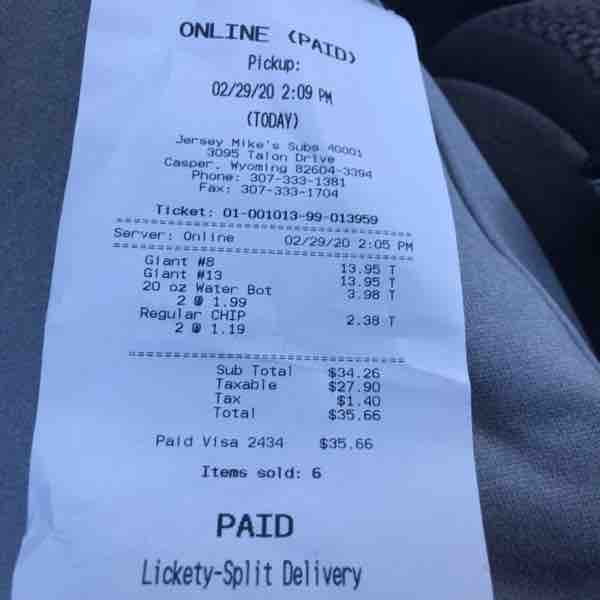 ONLINE (PAID)
Pickup:
02/29/20 2:09 PM
(TODAY)
Jersey Mike's Subs 40001
3095 Talon Drive
Casper, Wyoming 82604-3394
Phone: 307-333-1381
Fax: 307-333-1704
Ticket: 01-001013-99-013959
Server: Online 02/29/20 2:05 PM
Giant #8 13.95 T
Giant #13 13.95 T
20 oz Water Bot 3.98 T
2 @ 1.99
Regular CHIP 2.38 T
2 @ 1.19
Sub Total $34.26
Taxable $27.90
Tax $1.40
Total $35.66
Paid Visa 2434 $35.66
Items sold: 6
PAID
Lickety-Split Delivery